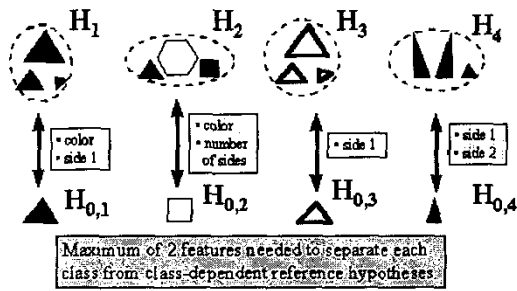 H1 H2 H3 H4
▪ color
▪ side 1
▪ color
▪ number
of sides
▪ side 1
▪ side 1
▪ side 2
H0,1 H0,2 H0,3 H0,4
Maximum of 2 features needed to separate each
class from class-dependent reference hypotheses